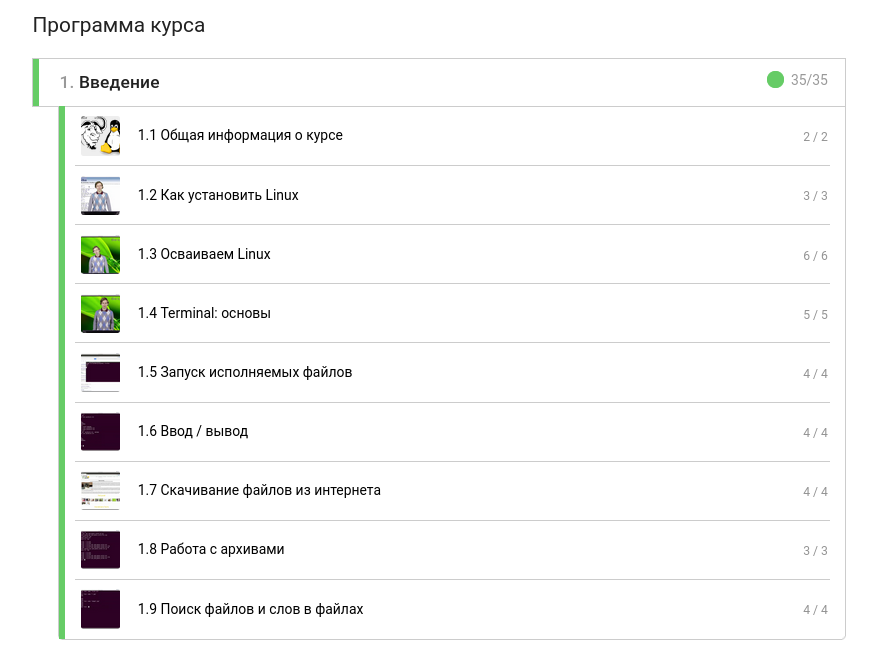 Программа курса
1. Введение 35/35
1.1 Общая информация о курсе 2 / 2
1.2 Как установить Linux 3 / 3
1.3 Осваиваем Linux 6 / 6
1.4 Terminal: основы 5 / 5
1.5 Запуск исполняемых файлов 4 / 4
1.6 Ввод / вывод 4 / 4
1.7 Скачивание файлов из интернета 4 / 4
1.8 Работа с архивами 3 / 3
1.9 Поиск файлов и слов в файлах 4 / 4